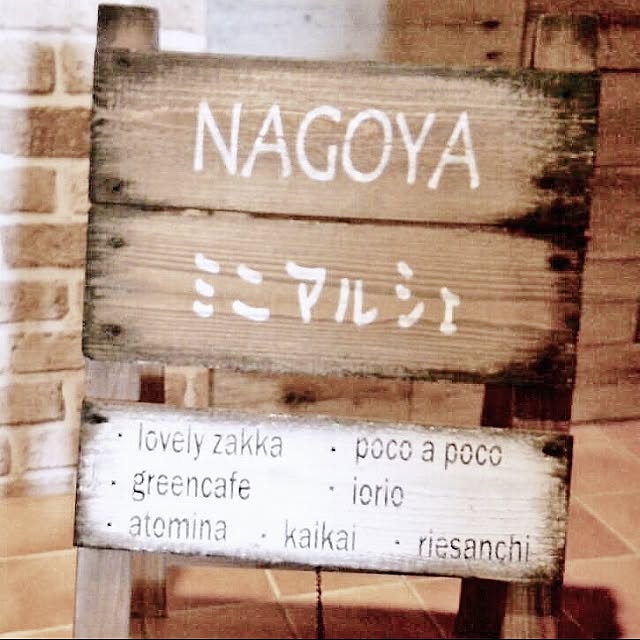 NAGOYA
ミニマルシェ
· lovely zakka · poco a poco
· greencafe · iorio
· atomina · kaikai · riesanchi